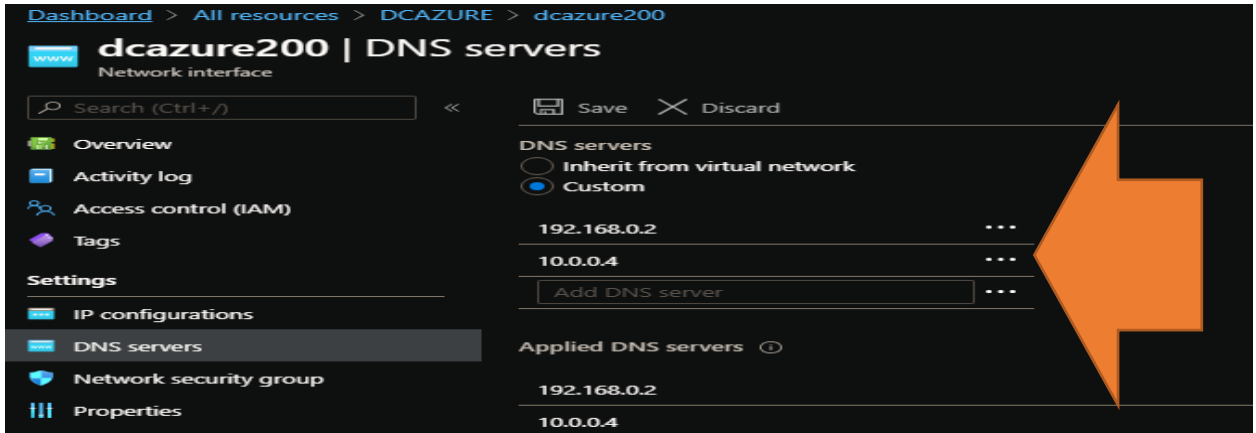 Dashboard > All resources > DCAZURE > dcazure200
www
dcazure200 | DNS servers
Network interface
Search (Ctrl+/)
«
Save
Discard
Overview
Activity log
Access control (IAM)
Tags
Settings
IP configurations
DNS servers
Network security group
Properties
DNS servers
Inherit from virtual network
Custom
192.168.0.2 ...
10.0.0.4 ...
Add DNS server ...
Applied DNS servers
192.168.0.2
10.0.0.4